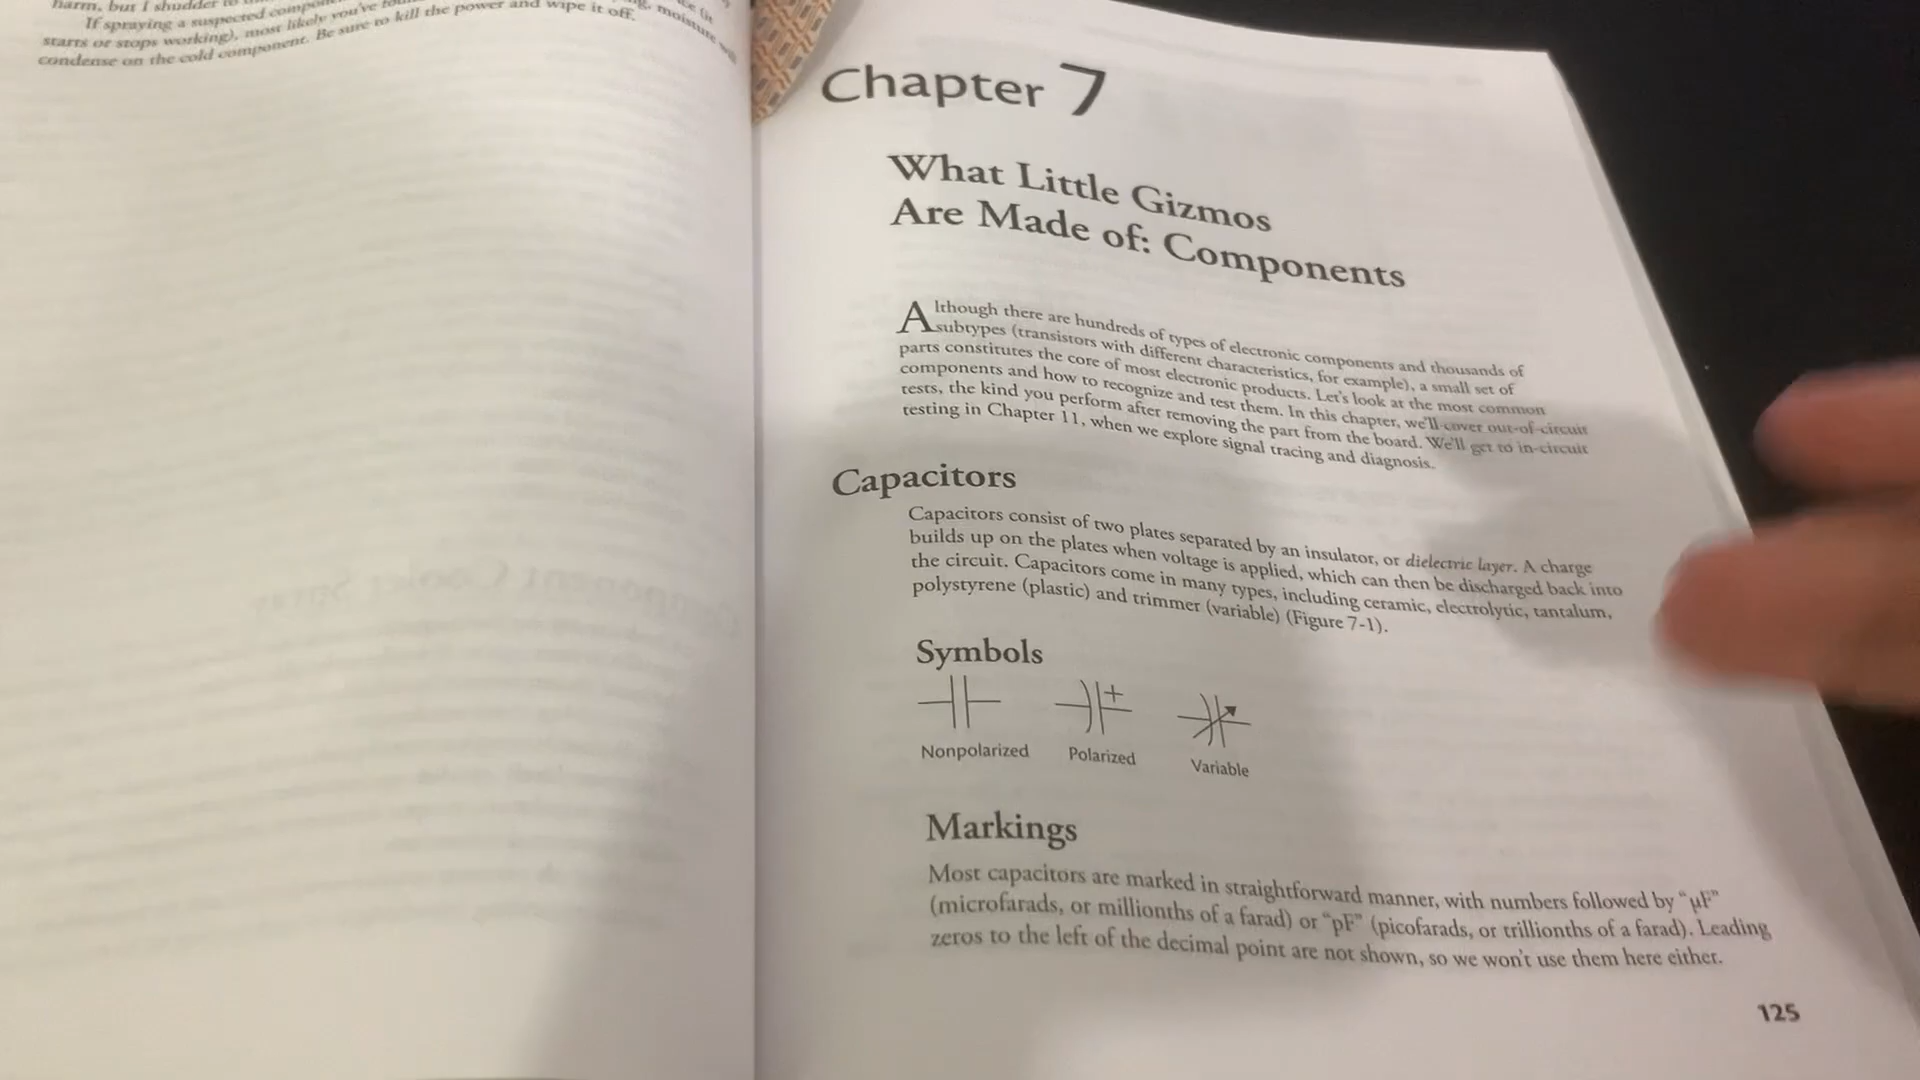 harm, but I shudder to
If spraying a suspected
starts or stops working), most likely you've
condense on the cold component. Be sure to kill the power and wipe it off.
moisture will
Chapter 7
What Little Gizmos
Are Made of: Components
Although there are hundreds of types of electronic components and thousands of
subtypes (transistors with different characteristics, for example), a small set of
parts constitutes the core of most electronic products. Let's look at the most common
components and how to recognize and test them. In this chapter, we'll cover out-of-circuit
tests, the kind you perform after removing the part from the board. We'll get to in-circuit
testing in Chapter 11, when we explore signal tracing and diagnosis.
Capacitors
Capacitors consist of two plates separated by an insulator, or dielectric layer. A charge
builds up on the plates when voltage is applied, which can then be discharged back into
the circuit. Capacitors come in many types, including ceramic, electrolytic, tantalum,
polystyrene (plastic) and trimmer (variable) (Figure 7-1).
Symbols
+
Nonpolarized Polarized Variable
Markings
Most capacitors are marked in straightforward manner, with numbers followed by "μF"
(microfarads, or millionths of a farad) or "pF" (picofarads, or trillionths of a farad). Leading
zeros to the left of the decimal point are not shown, so we won't use them here either.
125